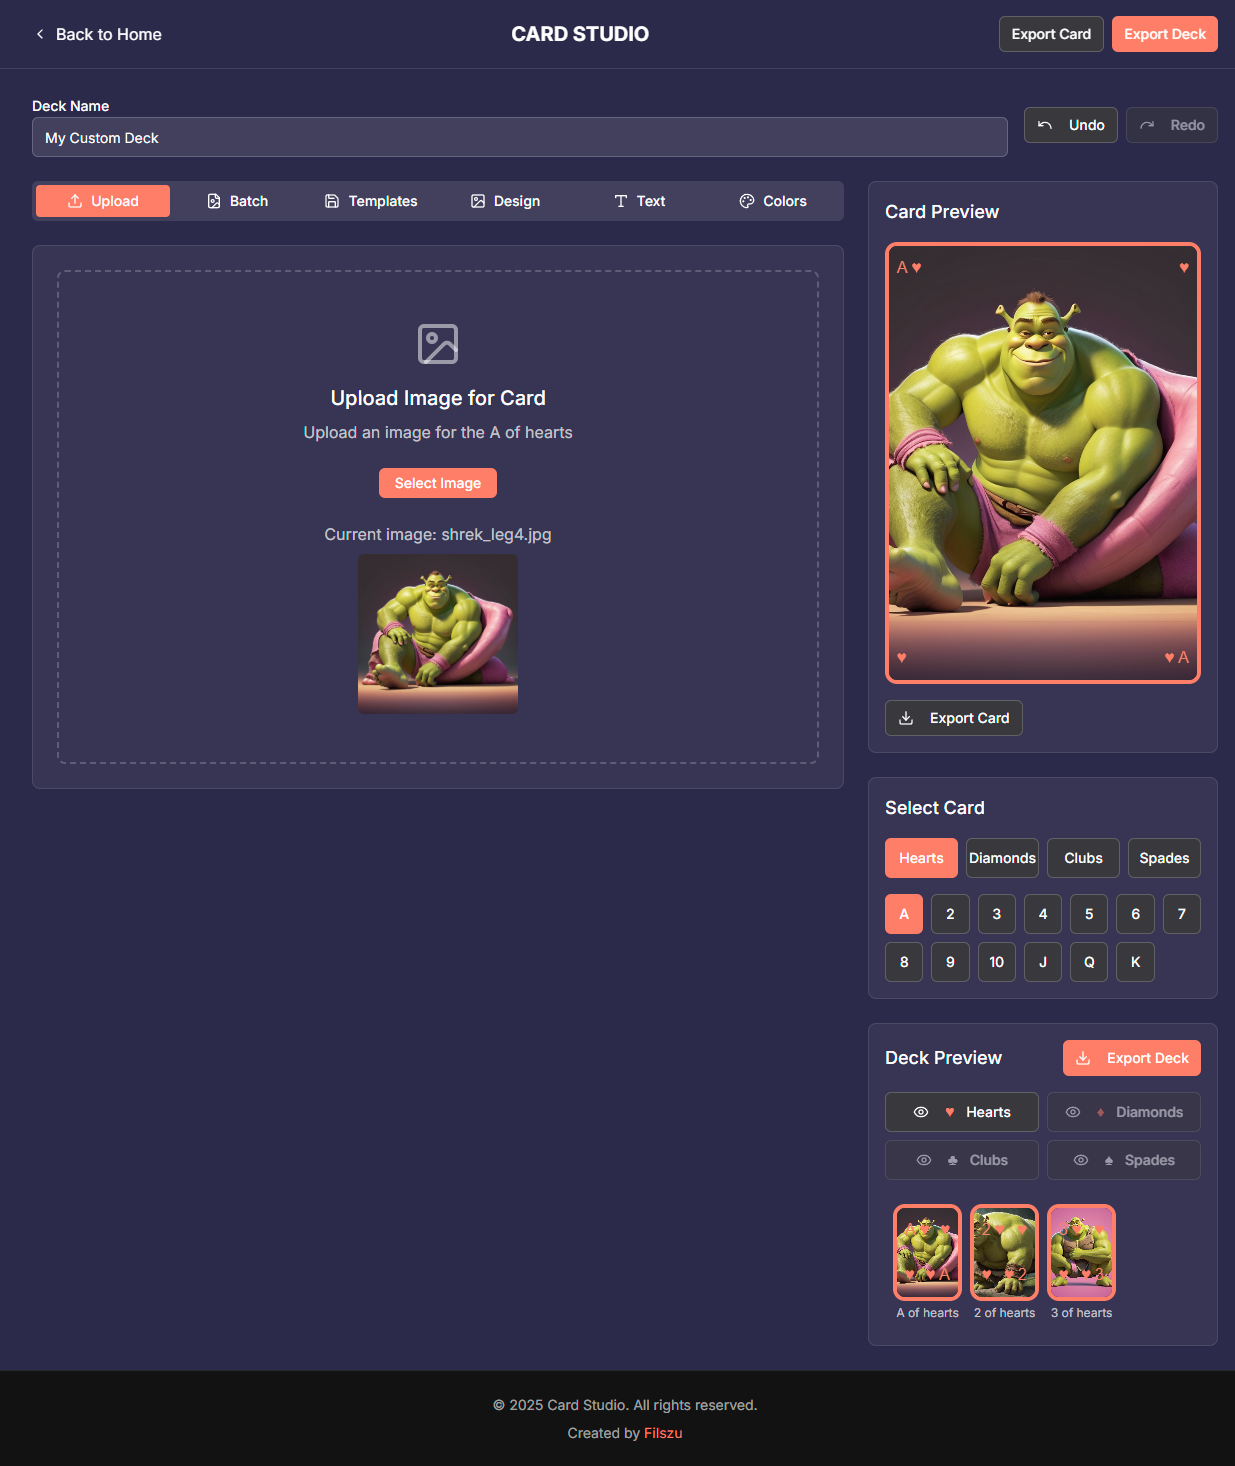 Back to Home
CARD STUDIO
Export Card
Export Deck
Deck Name
My Custom Deck
Undo
Redo
Upload
Batch
Templates
Design
Text
Colors
Upload Image for Card
Upload an image for the A of hearts
Select Image
Current image: shrek_leg4.jpg
Card Preview
A ♥
♥
♥
♥ A
Export Card
Select Card
Hearts
Diamonds
Clubs
Spades
A
2
3
4
5
6
7
8
9
10
J
Q
K
Deck Preview
Export Deck
♥ Hearts
♦ Diamonds
♣ Clubs
♠ Spades
♥ A
2 ♥
♥
♥
♥ 2
♥
♥ 3
A of hearts
2 of hearts
3 of hearts
© 2025 Card Studio. All rights reserved.
Created by Filszu